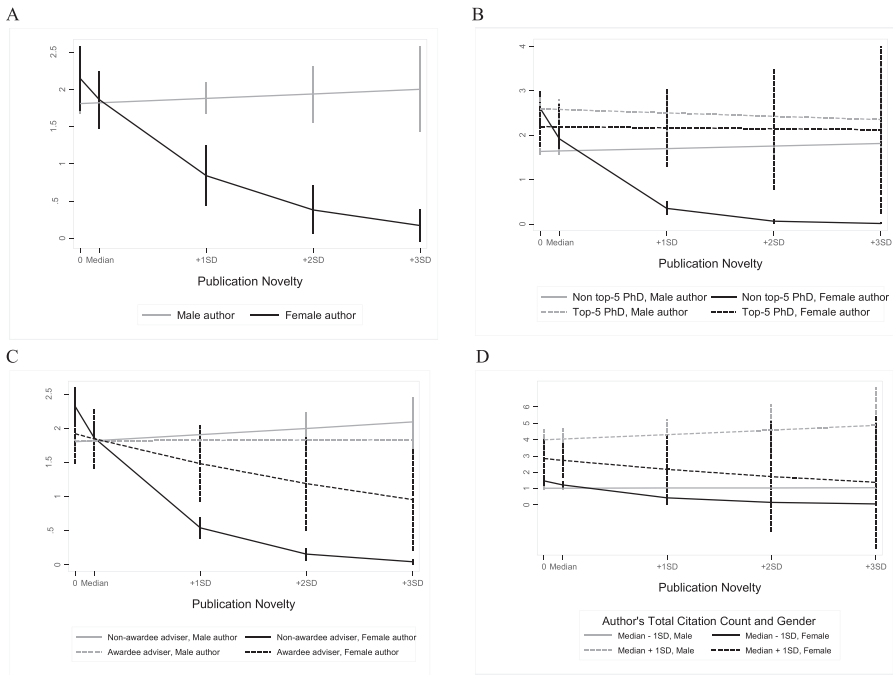 A
2.5
2
1.5
1
.5
0
0 Median +1SD +2SD +3SD
Publication Novelty
Male author Female author
B
4
3
2
1
0
0 Median +1SD +2SD +3SD
Publication Novelty
Non top-5 PhD, Male author Non top-5 PhD, Female author
Top-5 PhD, Male author Top-5 PhD, Female author
C
2.5
2
1.5
1
.5
0
0 Median +1SD +2SD +3SD
Publication Novelty
Non-awardee adviser, Male author Non-awardee adviser, Female author
Awardee adviser, Male author Awardee adviser, Female author
D
6
5
4
3
2
1
0
0 Median +1SD +2SD +3SD
Publication Novelty
Author's Total Citation Count and Gender
Median - 1SD, Male Median - 1SD, Female
Median + 1SD, Male Median + 1SD, Female